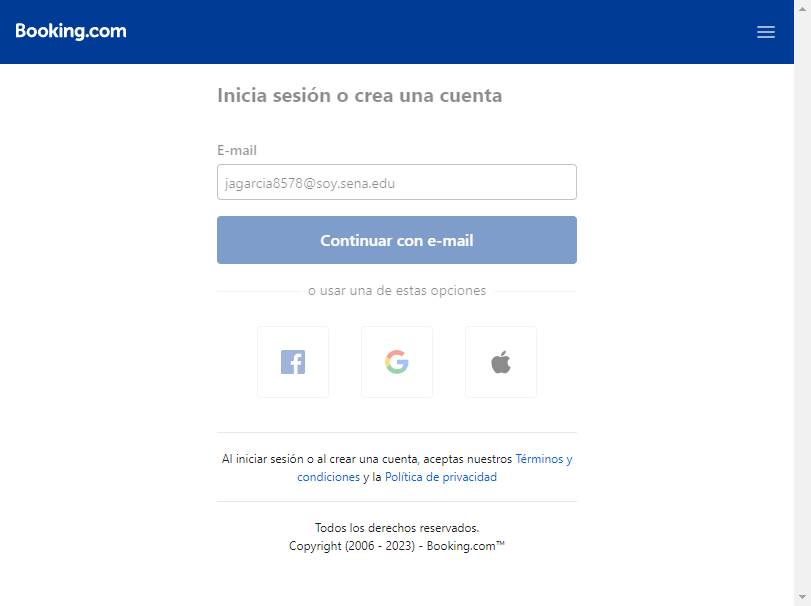 Booking.com
Inicia sesión o crea una cuenta
E-mail
jagarcia8578@soy.sena.edu
Continuar con e-mail
o usar una de estas opciones
Al iniciar sesión o al crear una cuenta, aceptas nuestros Términos y
condiciones y la Política de privacidad
Todos los derechos reservados.
Copyright (2006 - 2023) - Booking.com™